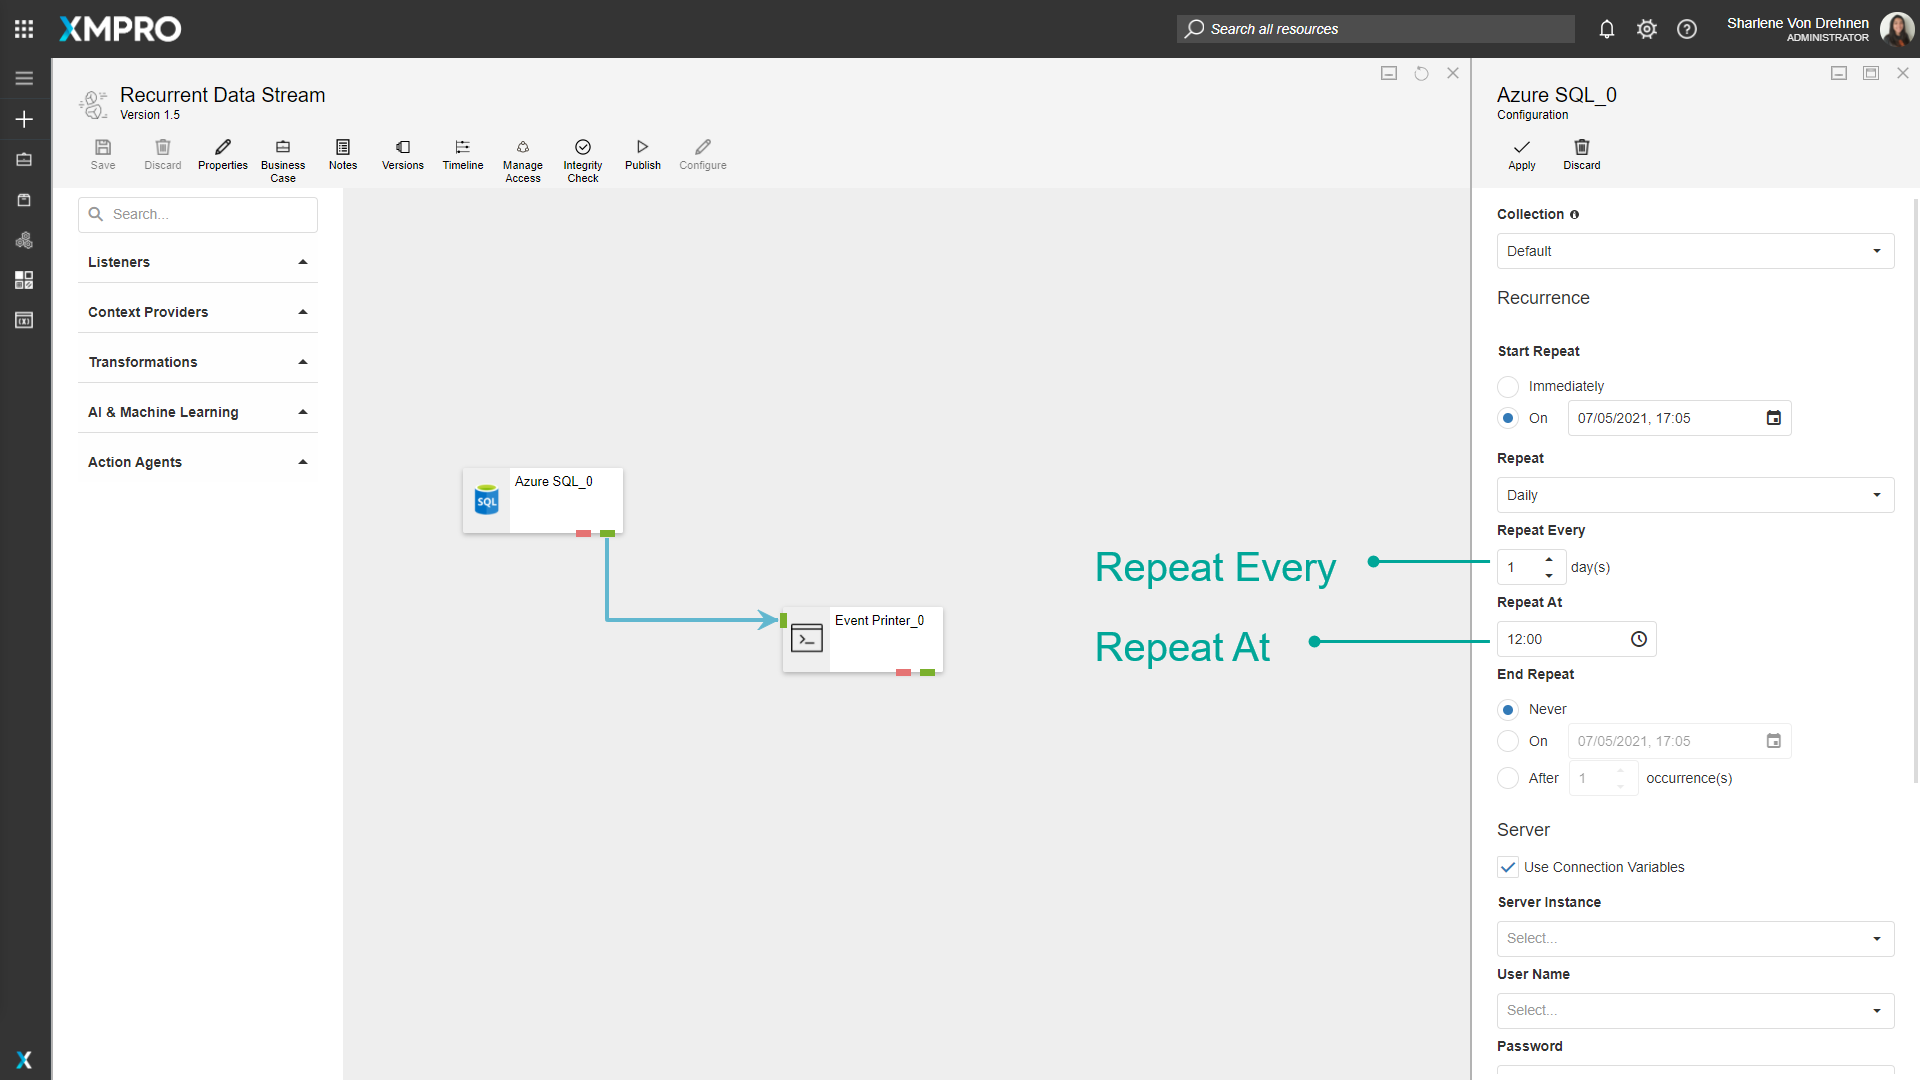 XMPRO
Search all resources
Sharlene Von Drehnen
ADMINISTRATOR
Recurrent Data Stream
Version 1.5
Save
Discard
Properties
Business
Case
Notes
Versions
Timeline
Manage
Access
Integrity
Check
Publish
Configure
Search...
Listeners
Context Providers
Transformations
AI & Machine Learning
Action Agents
SQL
Azure SQL_0
Event Printer_0
Repeat Every
Repeat At
Azure SQL_0
Configuration
Apply
Discard
Collection
Default
Recurrence
Start Repeat
Immediately
On 07/05/2021, 17:05
Repeat
Daily
Repeat Every
1 day(s)
Repeat At
12:00
End Repeat
Never
On 07/05/2021, 17:05
After 1 occurrence(s)
Server
Use Connection Variables
Server Instance
Select...
User Name
Select...
Password